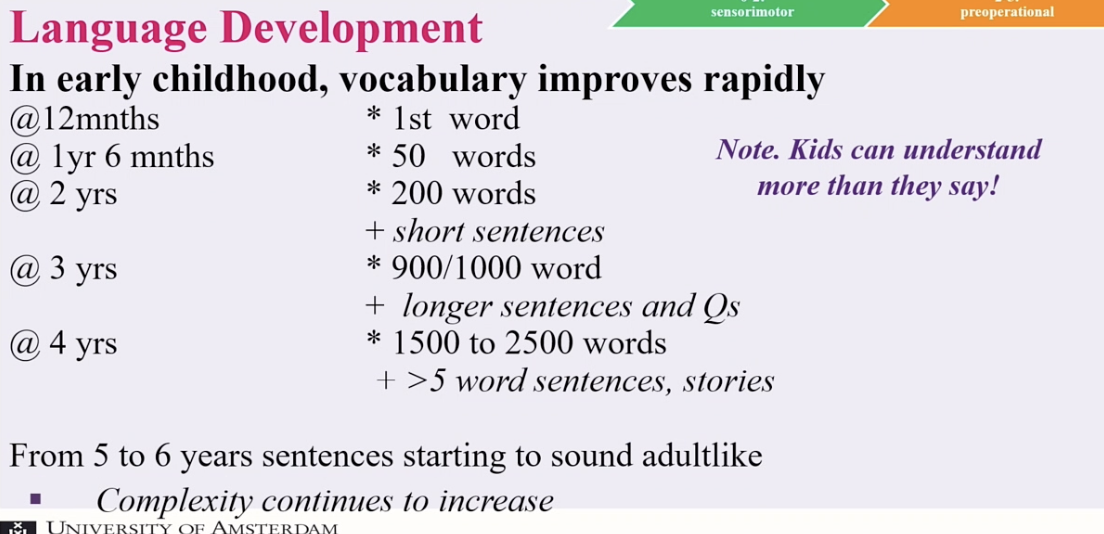 sensorimotor
preoperational
Language Development
In early childhood, vocabulary improves rapidly
@12mnths * 1st word
@ 1yr 6 mnths * 50 words
Note. Kids can understand
more than they say!
@ 2 yrs * 200 words
+ short sentences
@ 3 yrs * 900/1000 word
+ longer sentences and Qs
@ 4 yrs * 1500 to 2500 words
+ >5 word sentences, stories
From 5 to 6 years sentences starting to sound adultlike
▪ Complexity continues to increase
UNIVERSITY OF AMSTERDAM